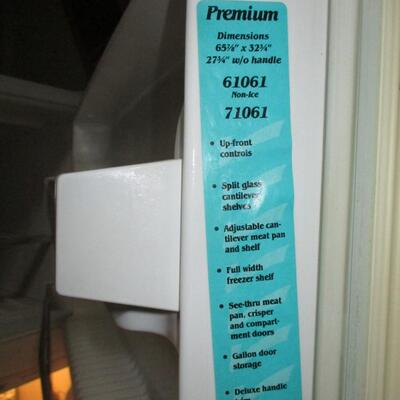 Premium
Dimensions
65⅞" x 32¾"
27¾" w/o handle
61061
Non-Ice
71061
• Up-front
controls
• Split glass
cantilever
shelves
• Adjustable can-
tilever meat pan
and shelf
• Full width
freezer shelf
• See-thru meat
pan, crisper
and compart-
ment doors
• Gallon door
storage
• Deluxe handle